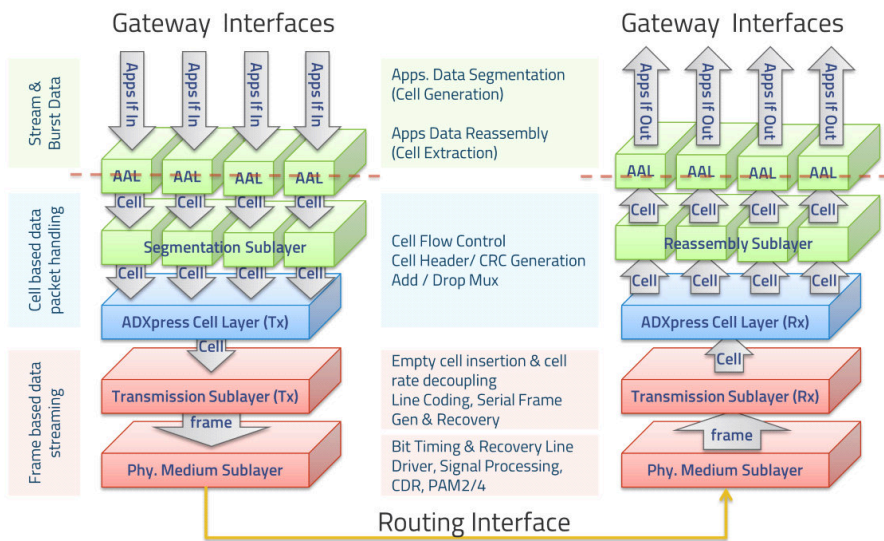 Gateway Interfaces
Gateway Interfaces
Stream &
Burst Data
Apps If In
Apps If In
Apps If In
Apps If In
Apps. Data Segmentation
(Cell Generation)
Apps Data Reassembly
(Cell Extraction)
Apps If Out
Apps If Out
Apps If Out
Apps If Out
AAL
AAL
AAL
AAL
AAL
AAL
AAL
AAL
Cell based data
packet handling
Cell
Cell
Cell
Cell
Segmentation Sublayer
Cell
Cell
Cell
Cell
ADXpress Cell Layer (Tx)
Cell Flow Control
Cell Header/ CRC Generation
Add / Drop Mux
Cell
Cell
Cell
Cell
Reassembly Sublayer
Cell
Cell
Cell
Cell
ADXpress Cell Layer (Rx)
Frame based data
streaming
Cell
Transmission Sublayer (Tx)
frame
Phy. Medium Sublayer
Empty cell insertion & cell
rate decoupling
Line Coding, Serial Frame
Gen & Recovery
Bit Timing & Recovery Line
Driver, Signal Processing,
CDR, PAM2/4
Cell
Transmission Sublayer (Rx)
frame
Phy. Medium Sublayer
Routing Interface